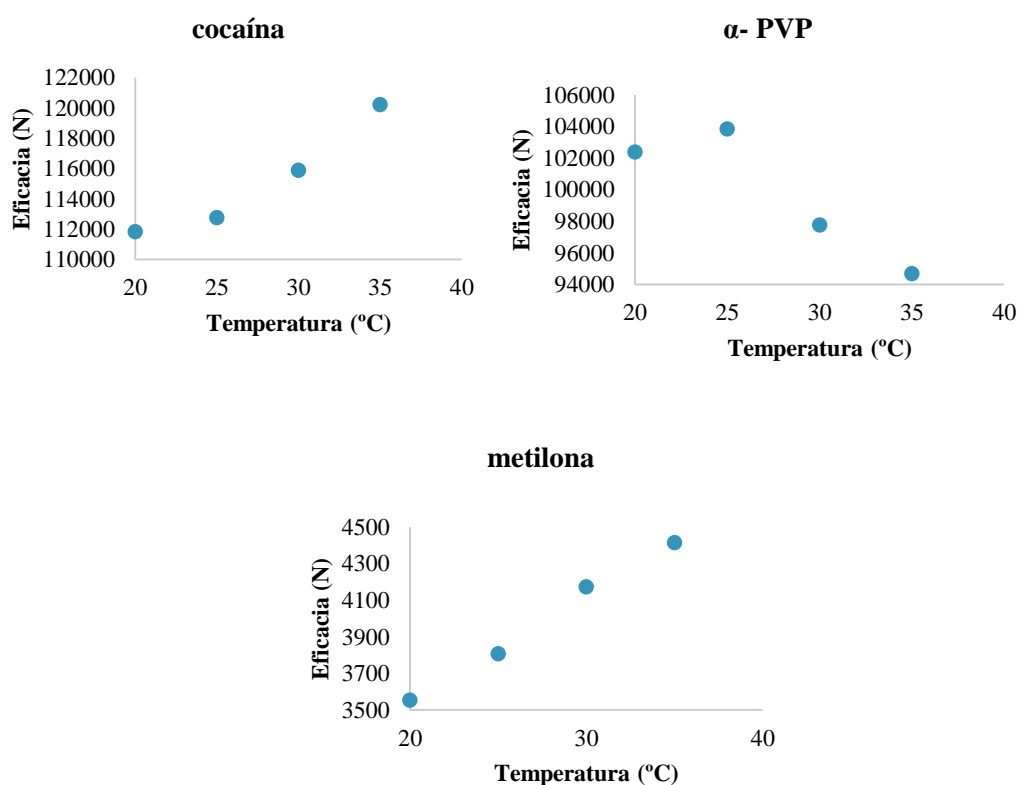 cocaína
122000
120000
118000
116000
114000
112000
110000
Eficacia (N)
20 25 30 35 40
Temperatura (ºC)
α- PVP
106000
104000
102000
100000
98000
96000
94000
Eficacia (N)
20 25 30 35 40
Temperatura (ºC)
metilona
4500
4300
4100
3900
3700
3500
Eficacia (N)
20 30 40
Temperatura (ºC)